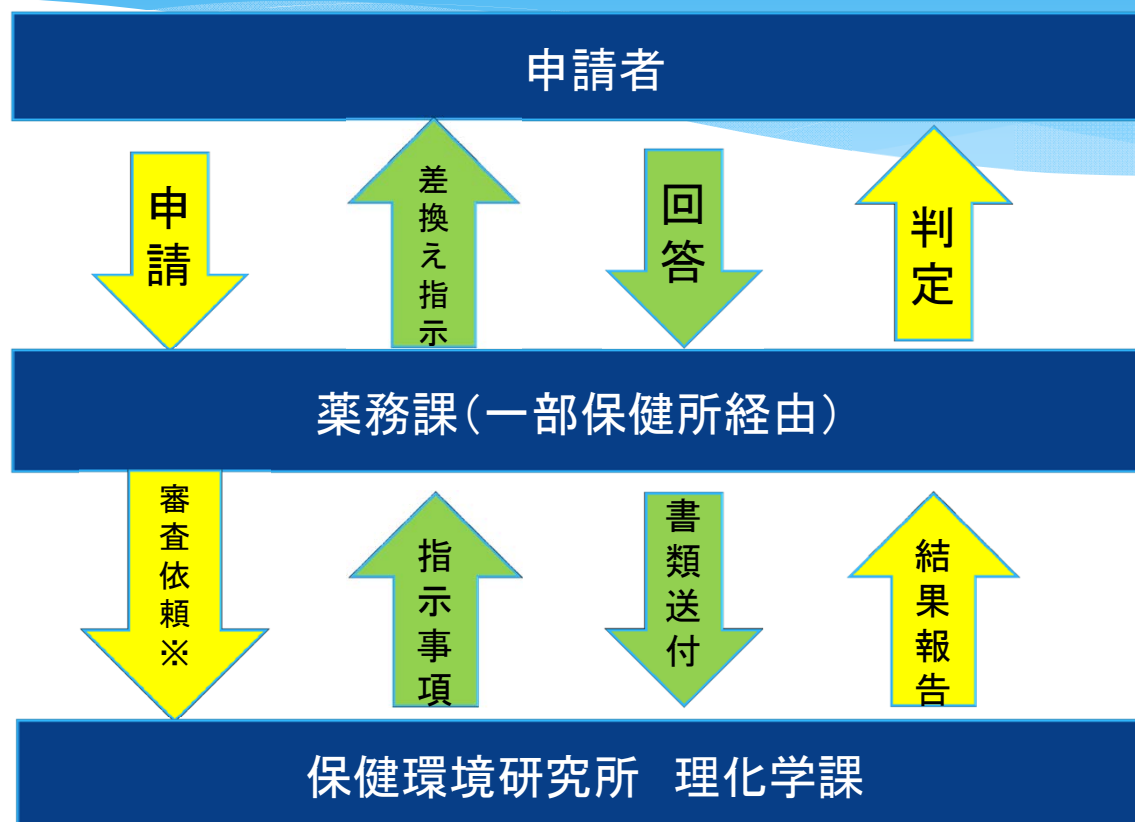 申請者
申請
差換え指示
回答
判定
薬務課（一部保健所経由）
審査依頼※
指示事項
書類送付
結果報告
保健環境研究所　理化学課